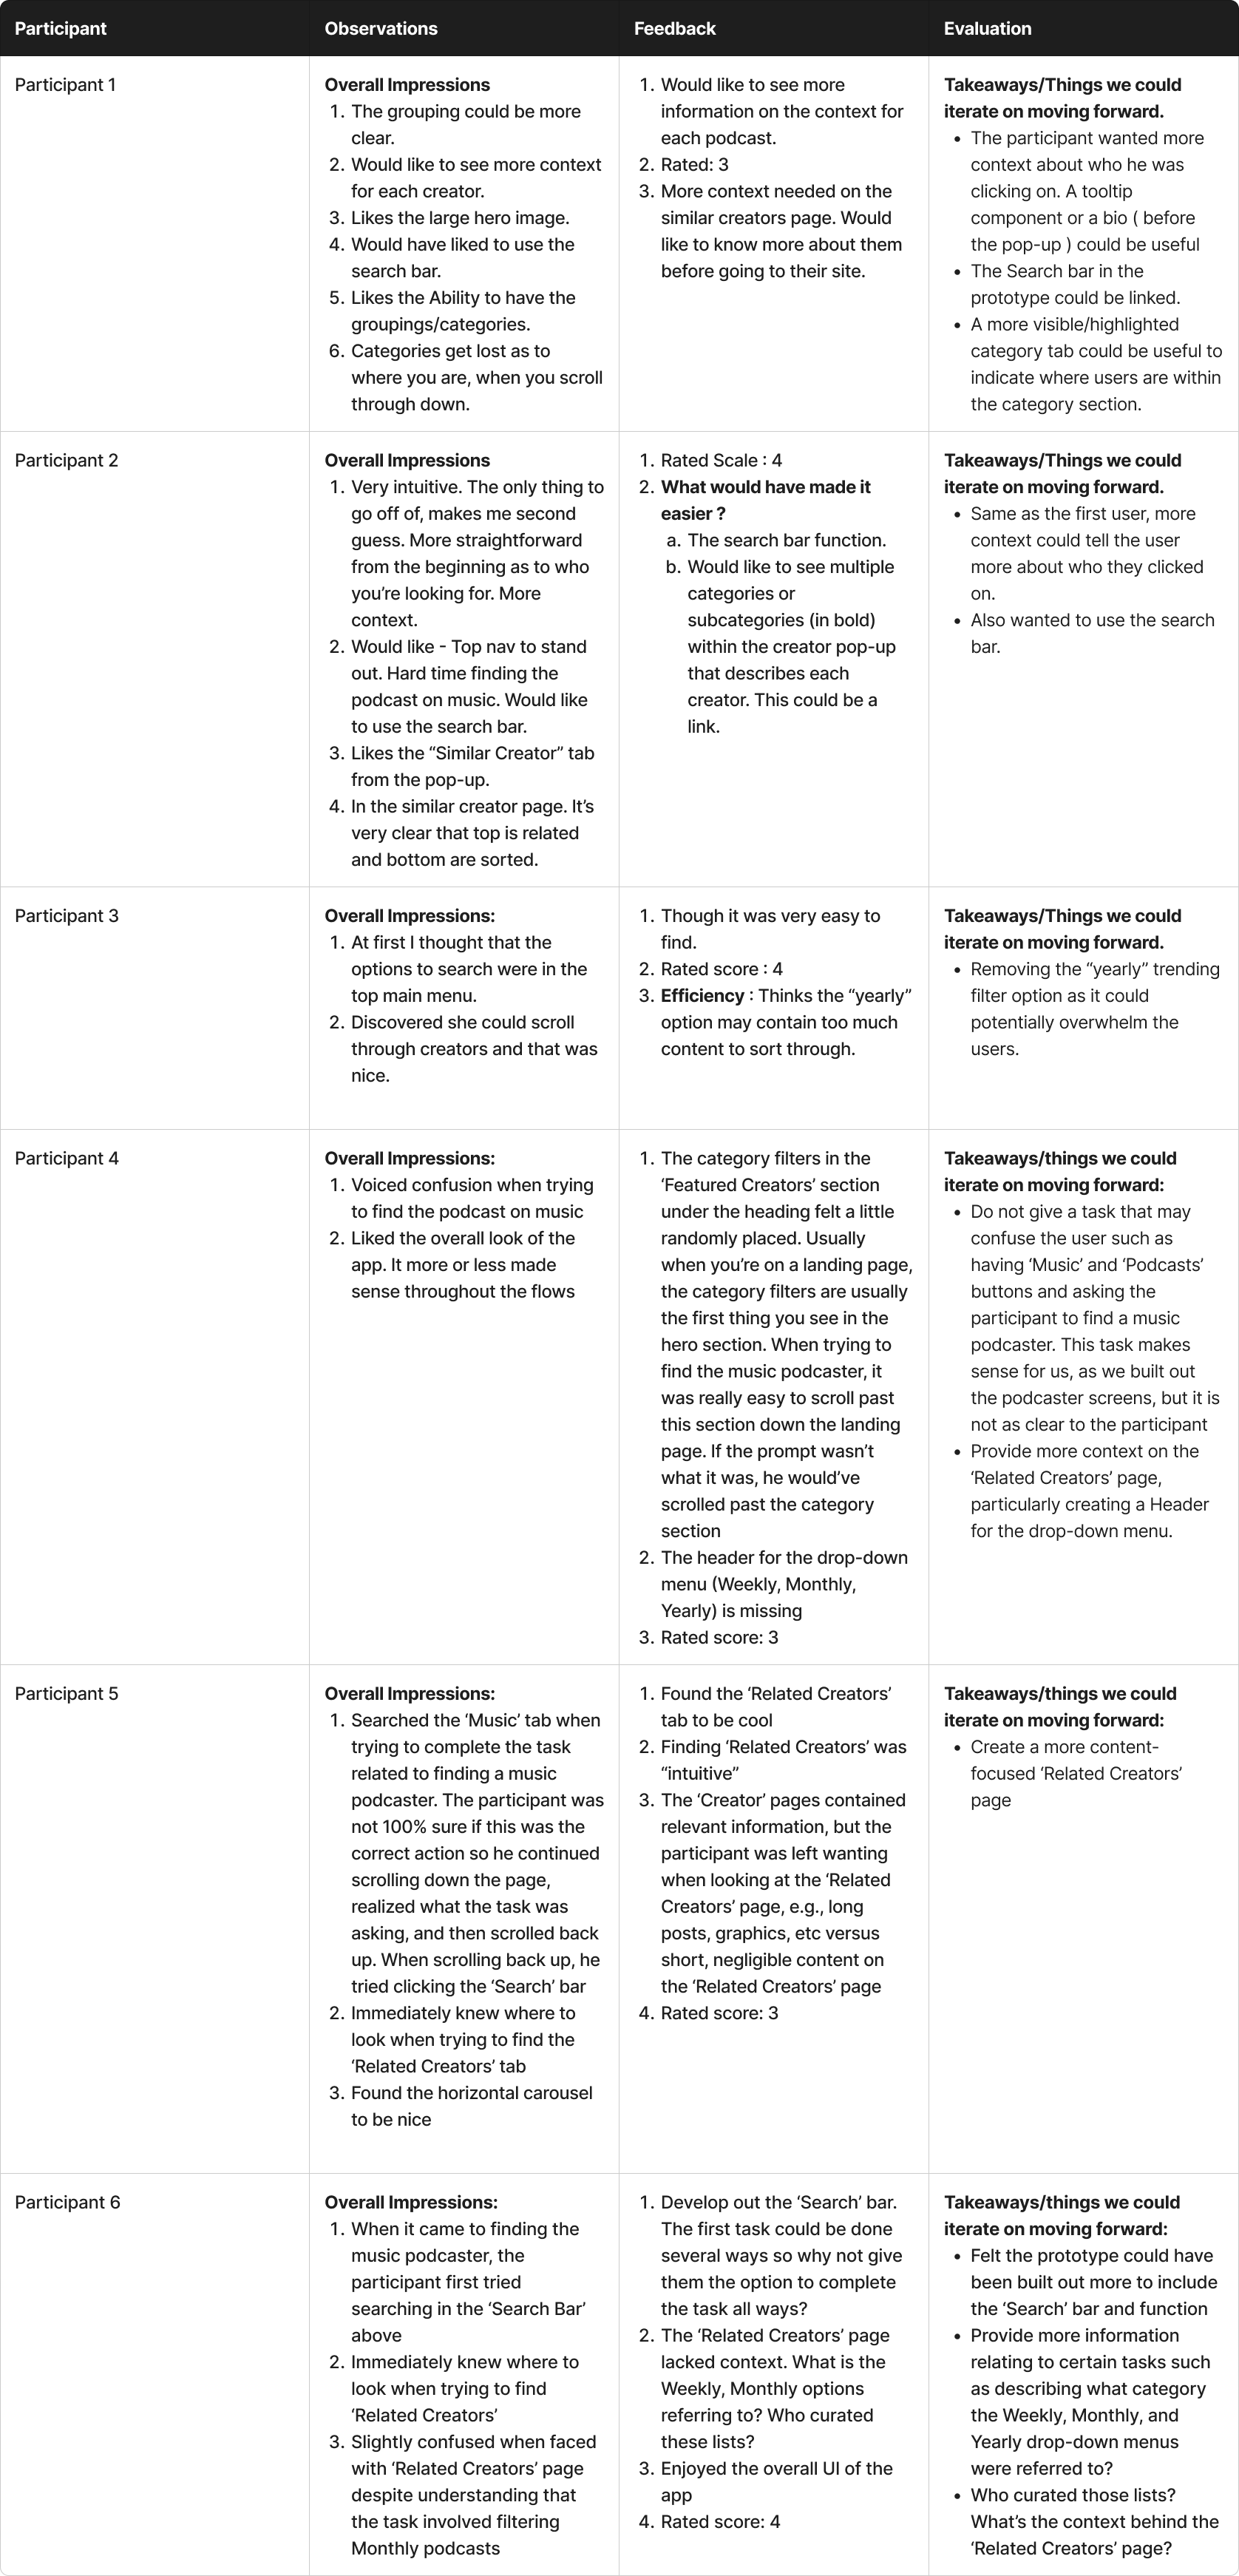 Participant
Observations
Feedback
Evaluation
Participant 1
Overall Impressions
1. The grouping could be more
clear.
2. Would like to see more context
for each creator.
3. Likes the large hero image.
4. Would have liked to use the
search bar.
5. Likes the Ability to have the
groupings/categories.
6. Categories get lost as to
where you are, when you scroll
through down.
1. Would like to see more
information on the context for
each podcast.
2. Rated: 3
3. More context needed on the
similar creators page. Would
like to know more about them
before going to their site.
Takeaways/Things we could
iterate on moving forward.
• The participant wanted more
context about who he was
clicking on. A tooltip
component or a bio ( before
the pop-up ) could be useful
• The Search bar in the
prototype could be linked.
• A more visible/highlighted
category tab could be useful to
indicate where users are within
the category section.
Participant 2
Overall Impressions
1. Very intuitive. The only thing to
go off of, makes me second
guess. More straightforward
from the beginning as to who
you’re looking for. More
context.
2. Would like - Top nav to stand
out. Hard time finding the
podcast on music. Would like
to use the search bar.
3. Likes the “Similar Creator” tab
from the pop-up.
4. In the similar creator page. It’s
very clear that top is related
and bottom are sorted.
1. Rated Scale : 4
2. What would have made it
easier ?
a. The search bar function.
b. Would like to see multiple
categories or
subcategories (in bold)
within the creator pop-up
that describes each
creator. This could be a
link.
Takeaways/Things we could
iterate on moving forward.
• Same as the first user, more
context could tell the user
more about who they clicked
on.
• Also wanted to use the search
bar.
Participant 3
Overall Impressions:
1. At first I thought that the
options to search were in the
top main menu.
2. Discovered she could scroll
through creators and that was
nice.
1. Though it was very easy to
find.
2. Rated score : 4
3. Efficiency : Thinks the “yearly”
option may contain too much
content to sort through.
Takeaways/Things we could
iterate on moving forward.
• Removing the “yearly” trending
filter option as it could
potentially overwhelm the
users.
Participant 4
Overall Impressions:
1. Voiced confusion when trying
to find the podcast on music
2. Liked the overall look of the
app. It more or less made
sense throughout the flows
1. The category filters in the
‘Featured Creators’ section
under the heading felt a little
randomly placed. Usually
when you’re on a landing page,
the category filters are usually
the first thing you see in the
hero section. When trying to
find the music podcaster, it
was really easy to scroll past
this section down the landing
page. If the prompt wasn’t
what it was, he would’ve
scrolled past the category
section
2. The header for the drop-down
menu (Weekly, Monthly,
Yearly) is missing
3. Rated score: 3
Takeaways/things we could
iterate on moving forward:
• Do not give a task that may
confuse the user such as
having ‘Music’ and ‘Podcasts’
buttons and asking the
participant to find a music
podcaster. This task makes
sense for us, as we built out
the podcaster screens, but it is
not as clear to the participant
• Provide more context on the
‘Related Creators’ page,
particularly creating a Header
for the drop-down menu.
Participant 5
Overall Impressions:
1. Searched the ‘Music’ tab when
trying to complete the task
related to finding a music
podcaster. The participant was
not 100% sure if this was the
correct action so he continued
scrolling down the page,
realized what the task was
asking, and then scrolled back
up. When scrolling back up, he
tried clicking the ‘Search’ bar
2. Immediately knew where to
look when trying to find the
‘Related Creators’ tab
3. Found the horizontal carousel
to be nice
1. Found the ‘Related Creators’
tab to be cool
2. Finding ‘Related Creators’ was
“intuitive”
3. The ‘Creator’ pages contained
relevant information, but the
participant was left wanting
when looking at the ‘Related
Creators’ page, e.g., long
posts, graphics, etc versus
short, negligible content on
the ‘Related Creators’ page
4. Rated score: 3
Takeaways/things we could
iterate on moving forward:
• Create a more content-
focused ‘Related Creators’
page
Participant 6
Overall Impressions:
1. When it came to finding the
music podcaster, the
participant first tried
searching in the ‘Search Bar’
above
2. Immediately knew where to
look when trying to find
‘Related Creators’
3. Slightly confused when faced
with ‘Related Creators’ page
despite understanding that
the task involved filtering
Monthly podcasts
1. Develop out the ‘Search’ bar.
The first task could be done
several ways so why not give
them the option to complete
the task all ways?
2. The ‘Related Creators’ page
lacked context. What is the
Weekly, Monthly options
referring to? Who curated
these lists?
3. Enjoyed the overall UI of the
app
4. Rated score: 4
Takeaways/things we could
iterate on moving forward:
• Felt the prototype could have
been built out more to include
the ‘Search’ bar and function
• Provide more information
relating to certain tasks such
as describing what category
the Weekly, Monthly, and
Yearly drop-down menus
were referred to?
• Who curated those lists?
What’s the context behind the
‘Related Creators’ page?